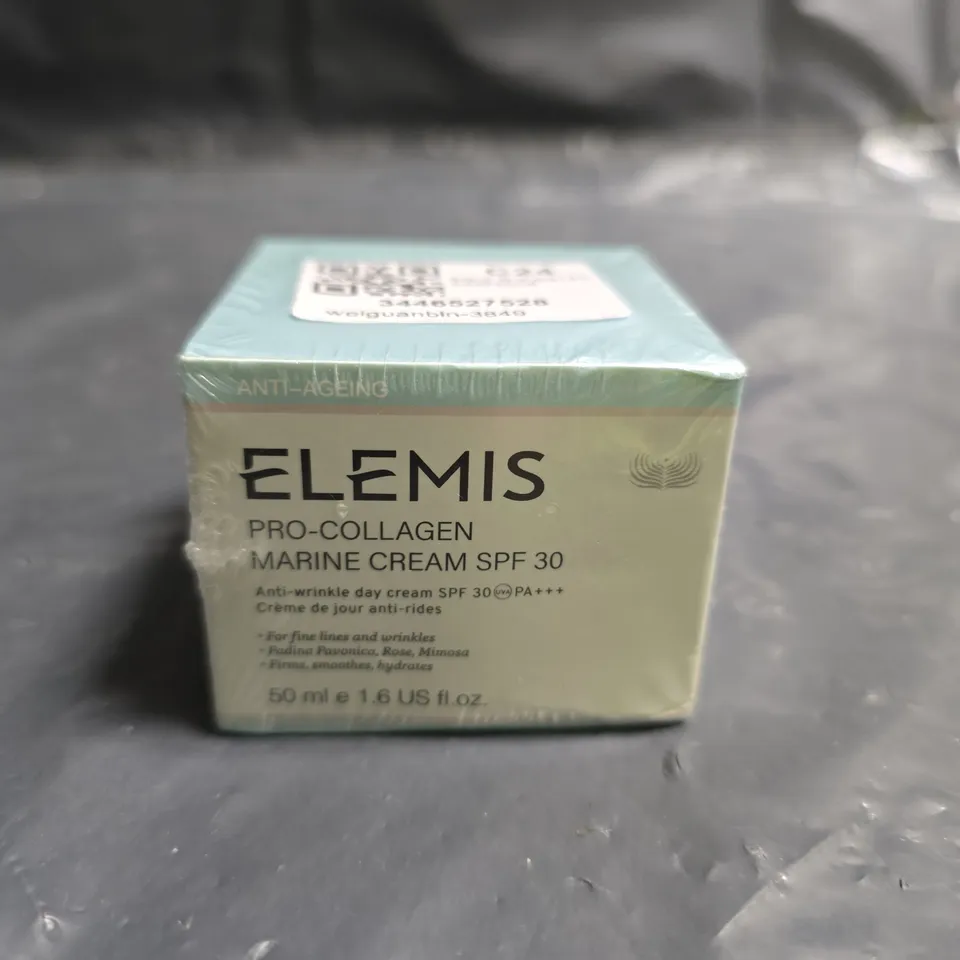 C24
3446527528
weiguanbin-3849
ANTI-AGEING
ELEMIS
PRO-COLLAGEN
MARINE CREAM SPF 30
Anti-wrinkle day cream SPF 30 UVA PA+++
Crème de jour anti-rides
• For fine lines and wrinkles
• Padina Pavonica, Rose, Mimosa
• Firms, smoothes, hydrates
50 ml e 1.6 US fl.oz.